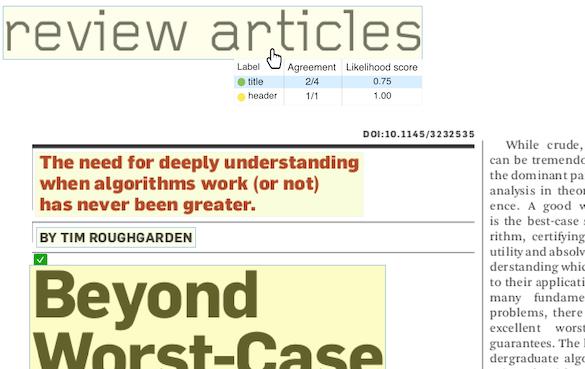 review articles
Label Agreement Likelihood score
title 2/4 0.75
header 1/1 1.00
DOI:10.1145/3232535
The need for deeply understanding
when algorithms work (or not)
has never been greater.
BY TIM ROUGHGARDEN
Beyond
Worst-Case
While crude,
can be tremendo
the dominant pa
analysis in theor
ence. A good w
is the best-case s
rithm, certifying
utility and absolv
derstanding whic
to their applicati
many fundame
problems, there
excellent worst
guarantees. The l
dergraduate algo